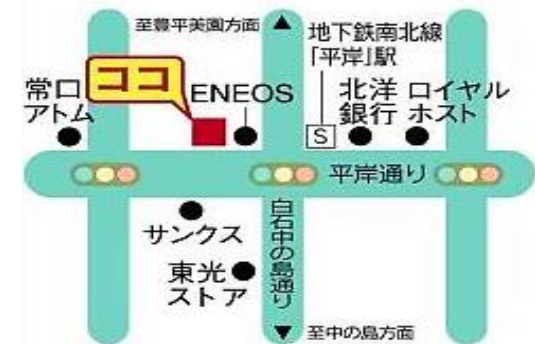 至豊平美園方面
地下鉄南北線
「平岸」駅
常口
アトム
ココ
ENEOS
S
北洋
銀行
ロイヤル
ホスト
平岸通り
サンクス
東光
ストア
白石中の島通り
至中の島方面